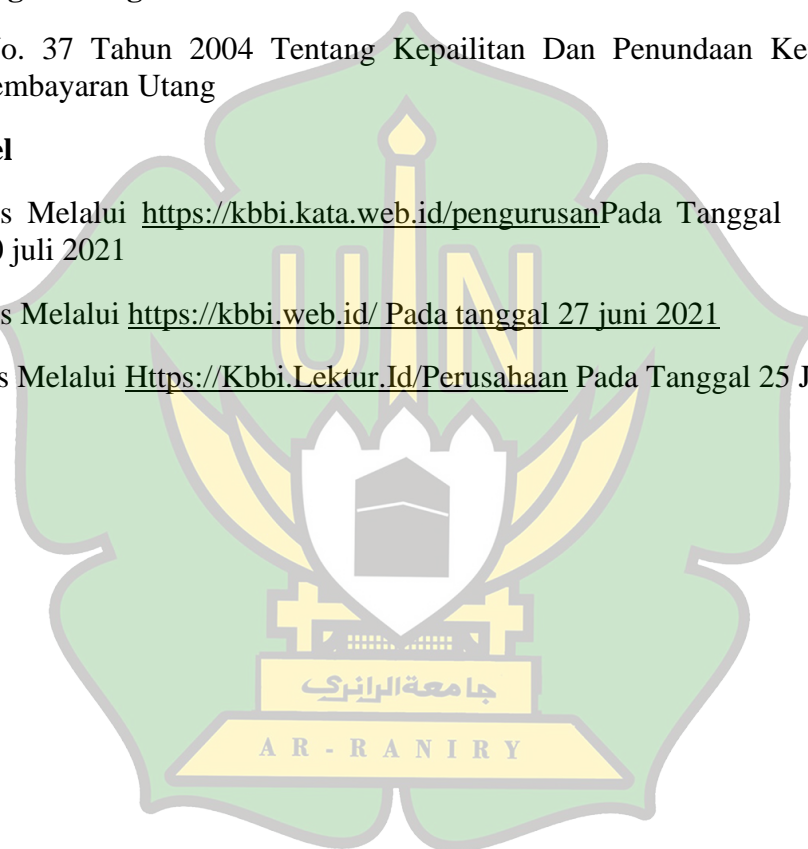 No. 37 Tahun 2004 Tentang Kepailitan Dan Penundaan Ke
embayaran Utang
el
s Melalui https://kbbi.kata.web.id/pengurusanPada Tanggal
juli 2021
s Melalui https://kbbi.web.id/ Pada tanggal 27 juni 2021
s Melalui Https://Kbbi.Lektur.Id/Perusahaan Pada Tanggal 25 J
UIN
جامعة الرانري
AR-RANIRY